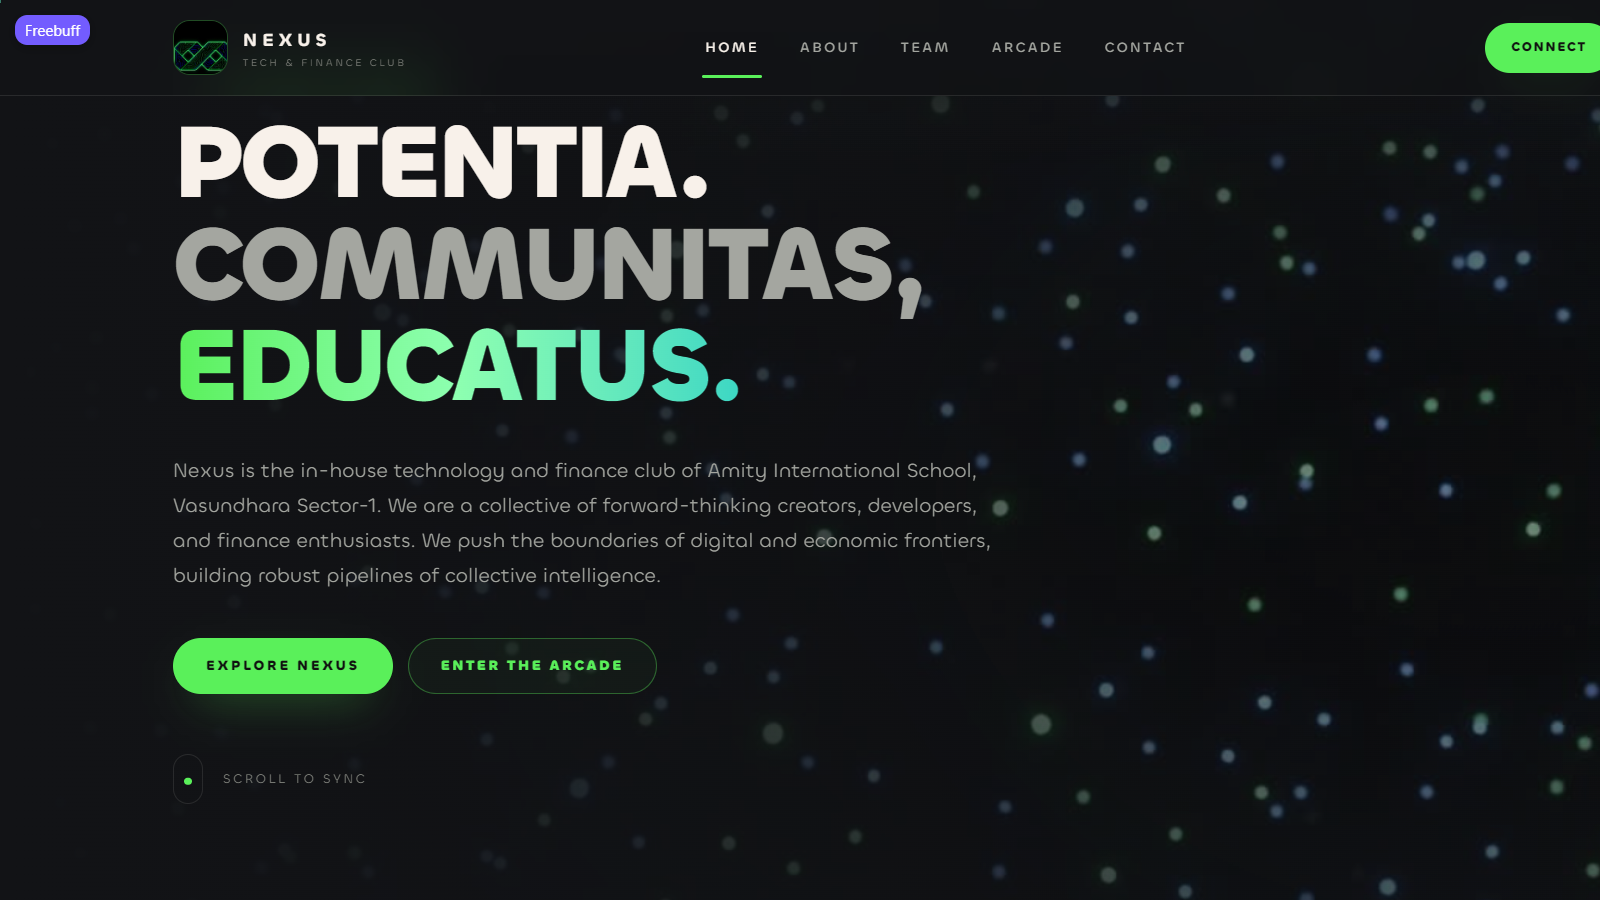 Freebuff
NEXUS
TECH & FINANCE CLUB
HOME
ABOUT
TEAM
ARCADE
CONTACT
CONNECT
POTENTIA.
COMMUNITAS,
EDUCATUS.
Nexus is the in-house technology and finance club of Amity International School,
Vasundhara Sector-1. We are a collective of forward-thinking creators, developers,
and finance enthusiasts. We push the boundaries of digital and economic frontiers,
building robust pipelines of collective intelligence.
EXPLORE NEXUS
ENTER THE ARCADE
SCROLL TO SYNC